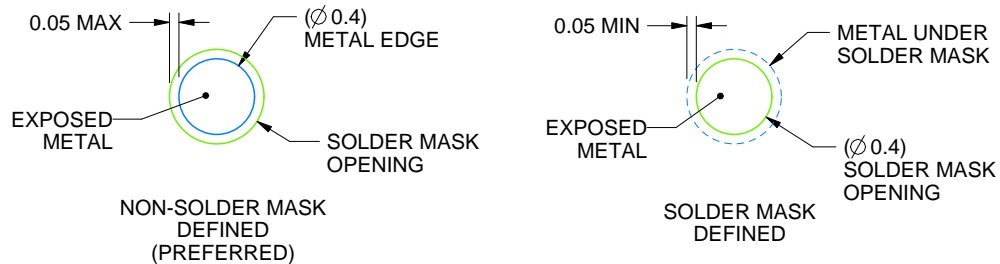 0.05 MAX
(∅ 0.4)
METAL EDGE
EXPOSED
METAL
SOLDER MASK
OPENING
NON-SOLDER MASK
DEFINED
(PREFERRED)
0.05 MIN
METAL UNDER
SOLDER MASK
EXPOSED
METAL
(∅ 0.4)
SOLDER MASK
OPENING
SOLDER MASK
DEFINED